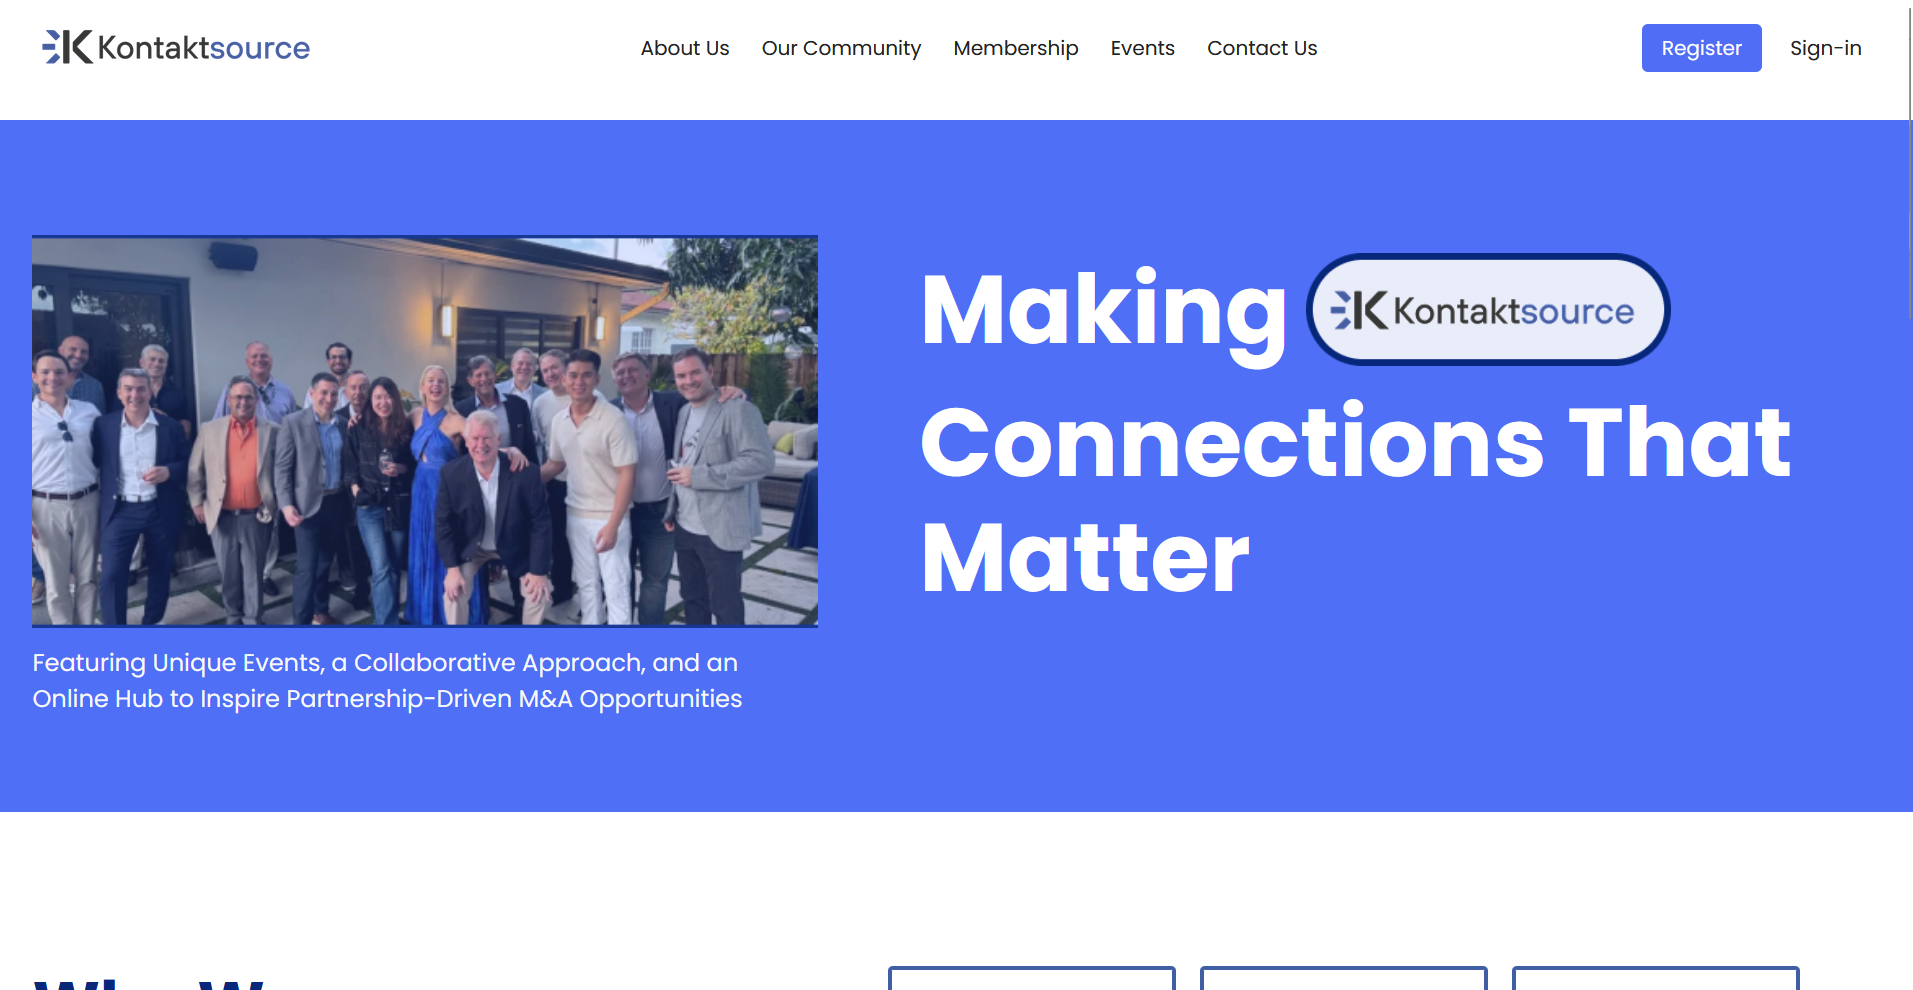 Kontaktsource
About Us
Our Community
Membership
Events
Contact Us
Register
Sign-in
Making Kontaktsource
Connections That
Matter
Featuring Unique Events, a Collaborative Approach, and an
Online Hub to Inspire Partnership-Driven M&A Opportunities